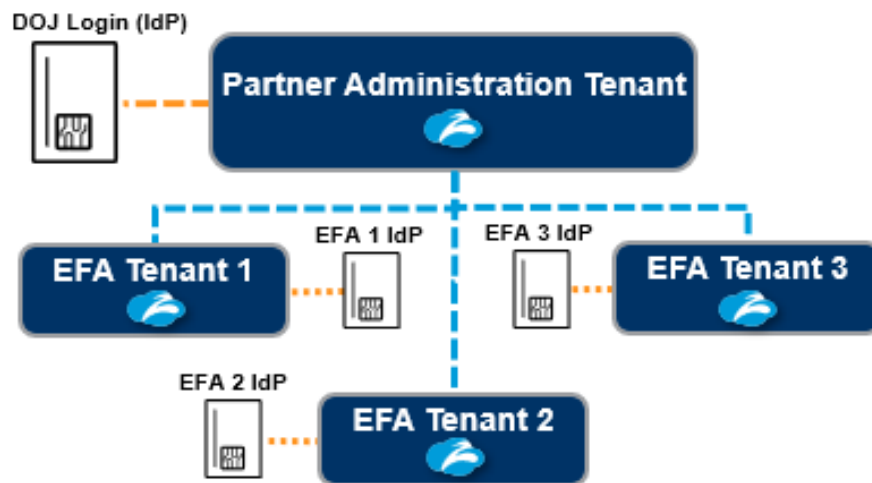 DOJ Login (IdP)
Partner Administration Tenant
EFA 1 IdP
EFA 3 IdP
EFA Tenant 1
EFA Tenant 3
EFA 2 IdP
EFA Tenant 2